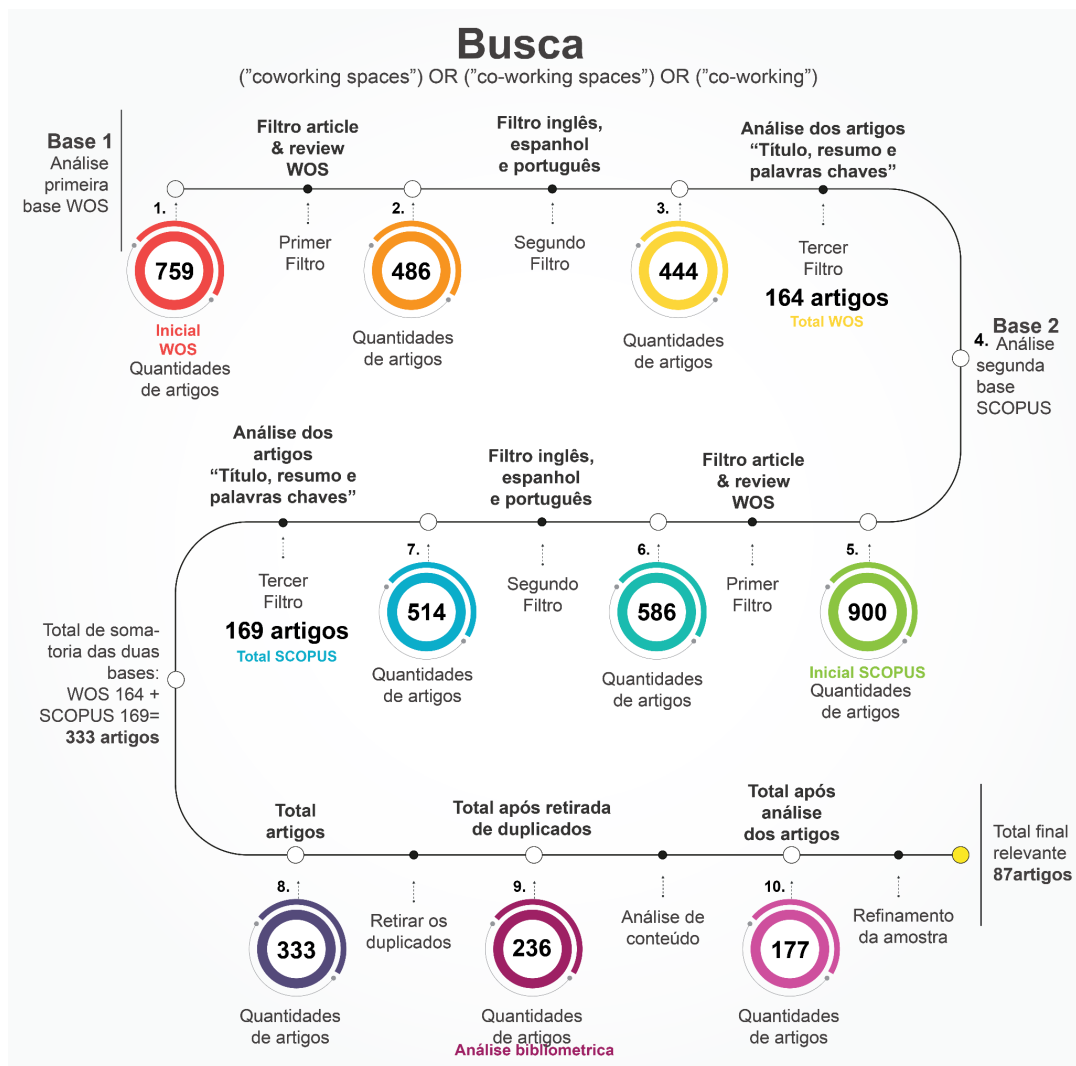 Busca
("coworking spaces") OR ("co-working spaces") OR ("co-working")
Base 1
Análise
primeira
base WOS
Filtro article
& review
WOS
Filtro inglês,
espanhol
e português
Análise dos artigos
“Título, resumo e
palavras chaves”
1.
759
Inicial
WOS
Quantidades
de artigos
Primer
Filtro
2.
486
Quantidades
de artigos
Segundo
Filtro
3.
444
Quantidades
de artigos
Tercer
Filtro
164 artigos
Total WOS
Base 2
4. Análise
segunda
base
SCOPUS
Filtro article
& review
WOS
Filtro inglês,
espanhol
e português
Análise dos
artigos
“Título, resumo e
palavras chaves”
5.
900
Inicial SCOPUS
Quantidades
de artigos
Primer
Filtro
6.
586
Quantidades
de artigos
Segundo
Filtro
7.
514
Quantidades
de artigos
Tercer
Filtro
169 artigos
Total SCOPUS
Total de soma-
toria das duas
bases:
WOS 164 +
SCOPUS 169=
333 artigos
Total
artigos
Total após retirada
de duplicados
Total após
análise
dos artigos
8.
333
Quantidades
de artigos
Retirar os
duplicados
9.
236
Quantidades
de artigos
Análise bibliometrica
Análise de
conteúdo
10.
177
Quantidades
de artigos
Refinamento
da amostra
Total final
relevante
87artigos